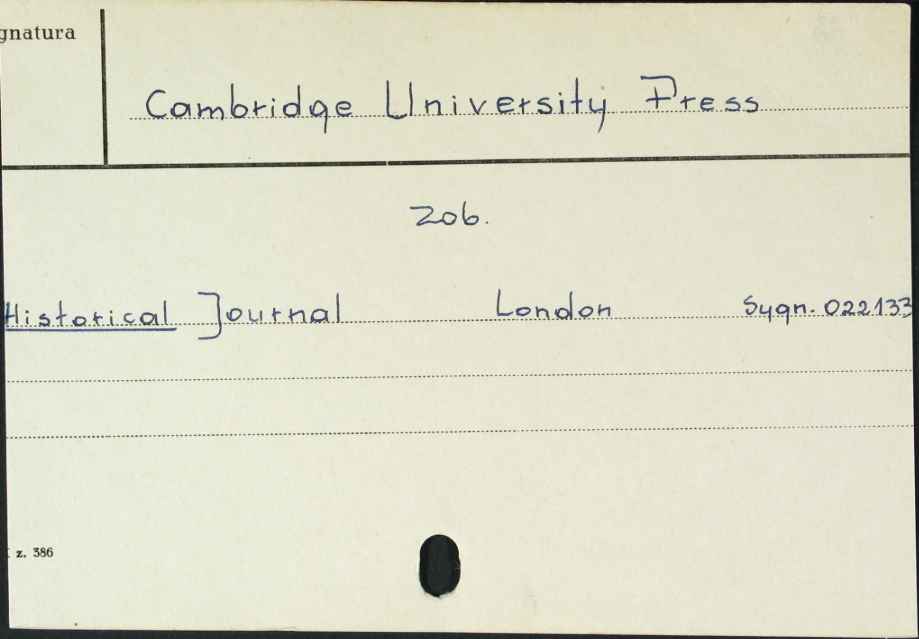 gnatura
Cambridge University Press
Zob.
Historical Journal London Sygn. 022133
z. 386